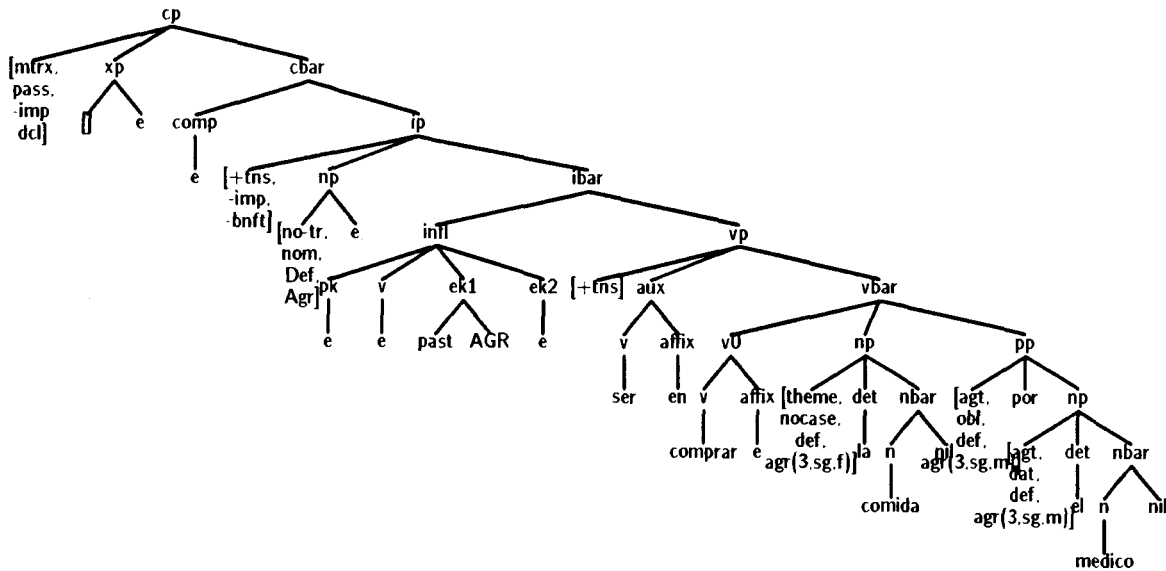 cp
[mtrx, xp cbar
pass,
-imp
dcl] [] e comp ip
e [+tns, np ibar
-imp,
-bnft]
[no-tr, e infl vp
nom,
Def,
Agr] pk v ek1 ek2 [+tns] aux vbar
e e past AGR e v affix v0 np pp
ser en v affix [theme, det nbar [agt, por np
nocase, obl,
def, def,
comprar e agr(3,sg,f)] la n nil agr(3,sg,m)] [agt, det nbar
dat,
def,
comida agr(3,sg,m)] el n nil
medico